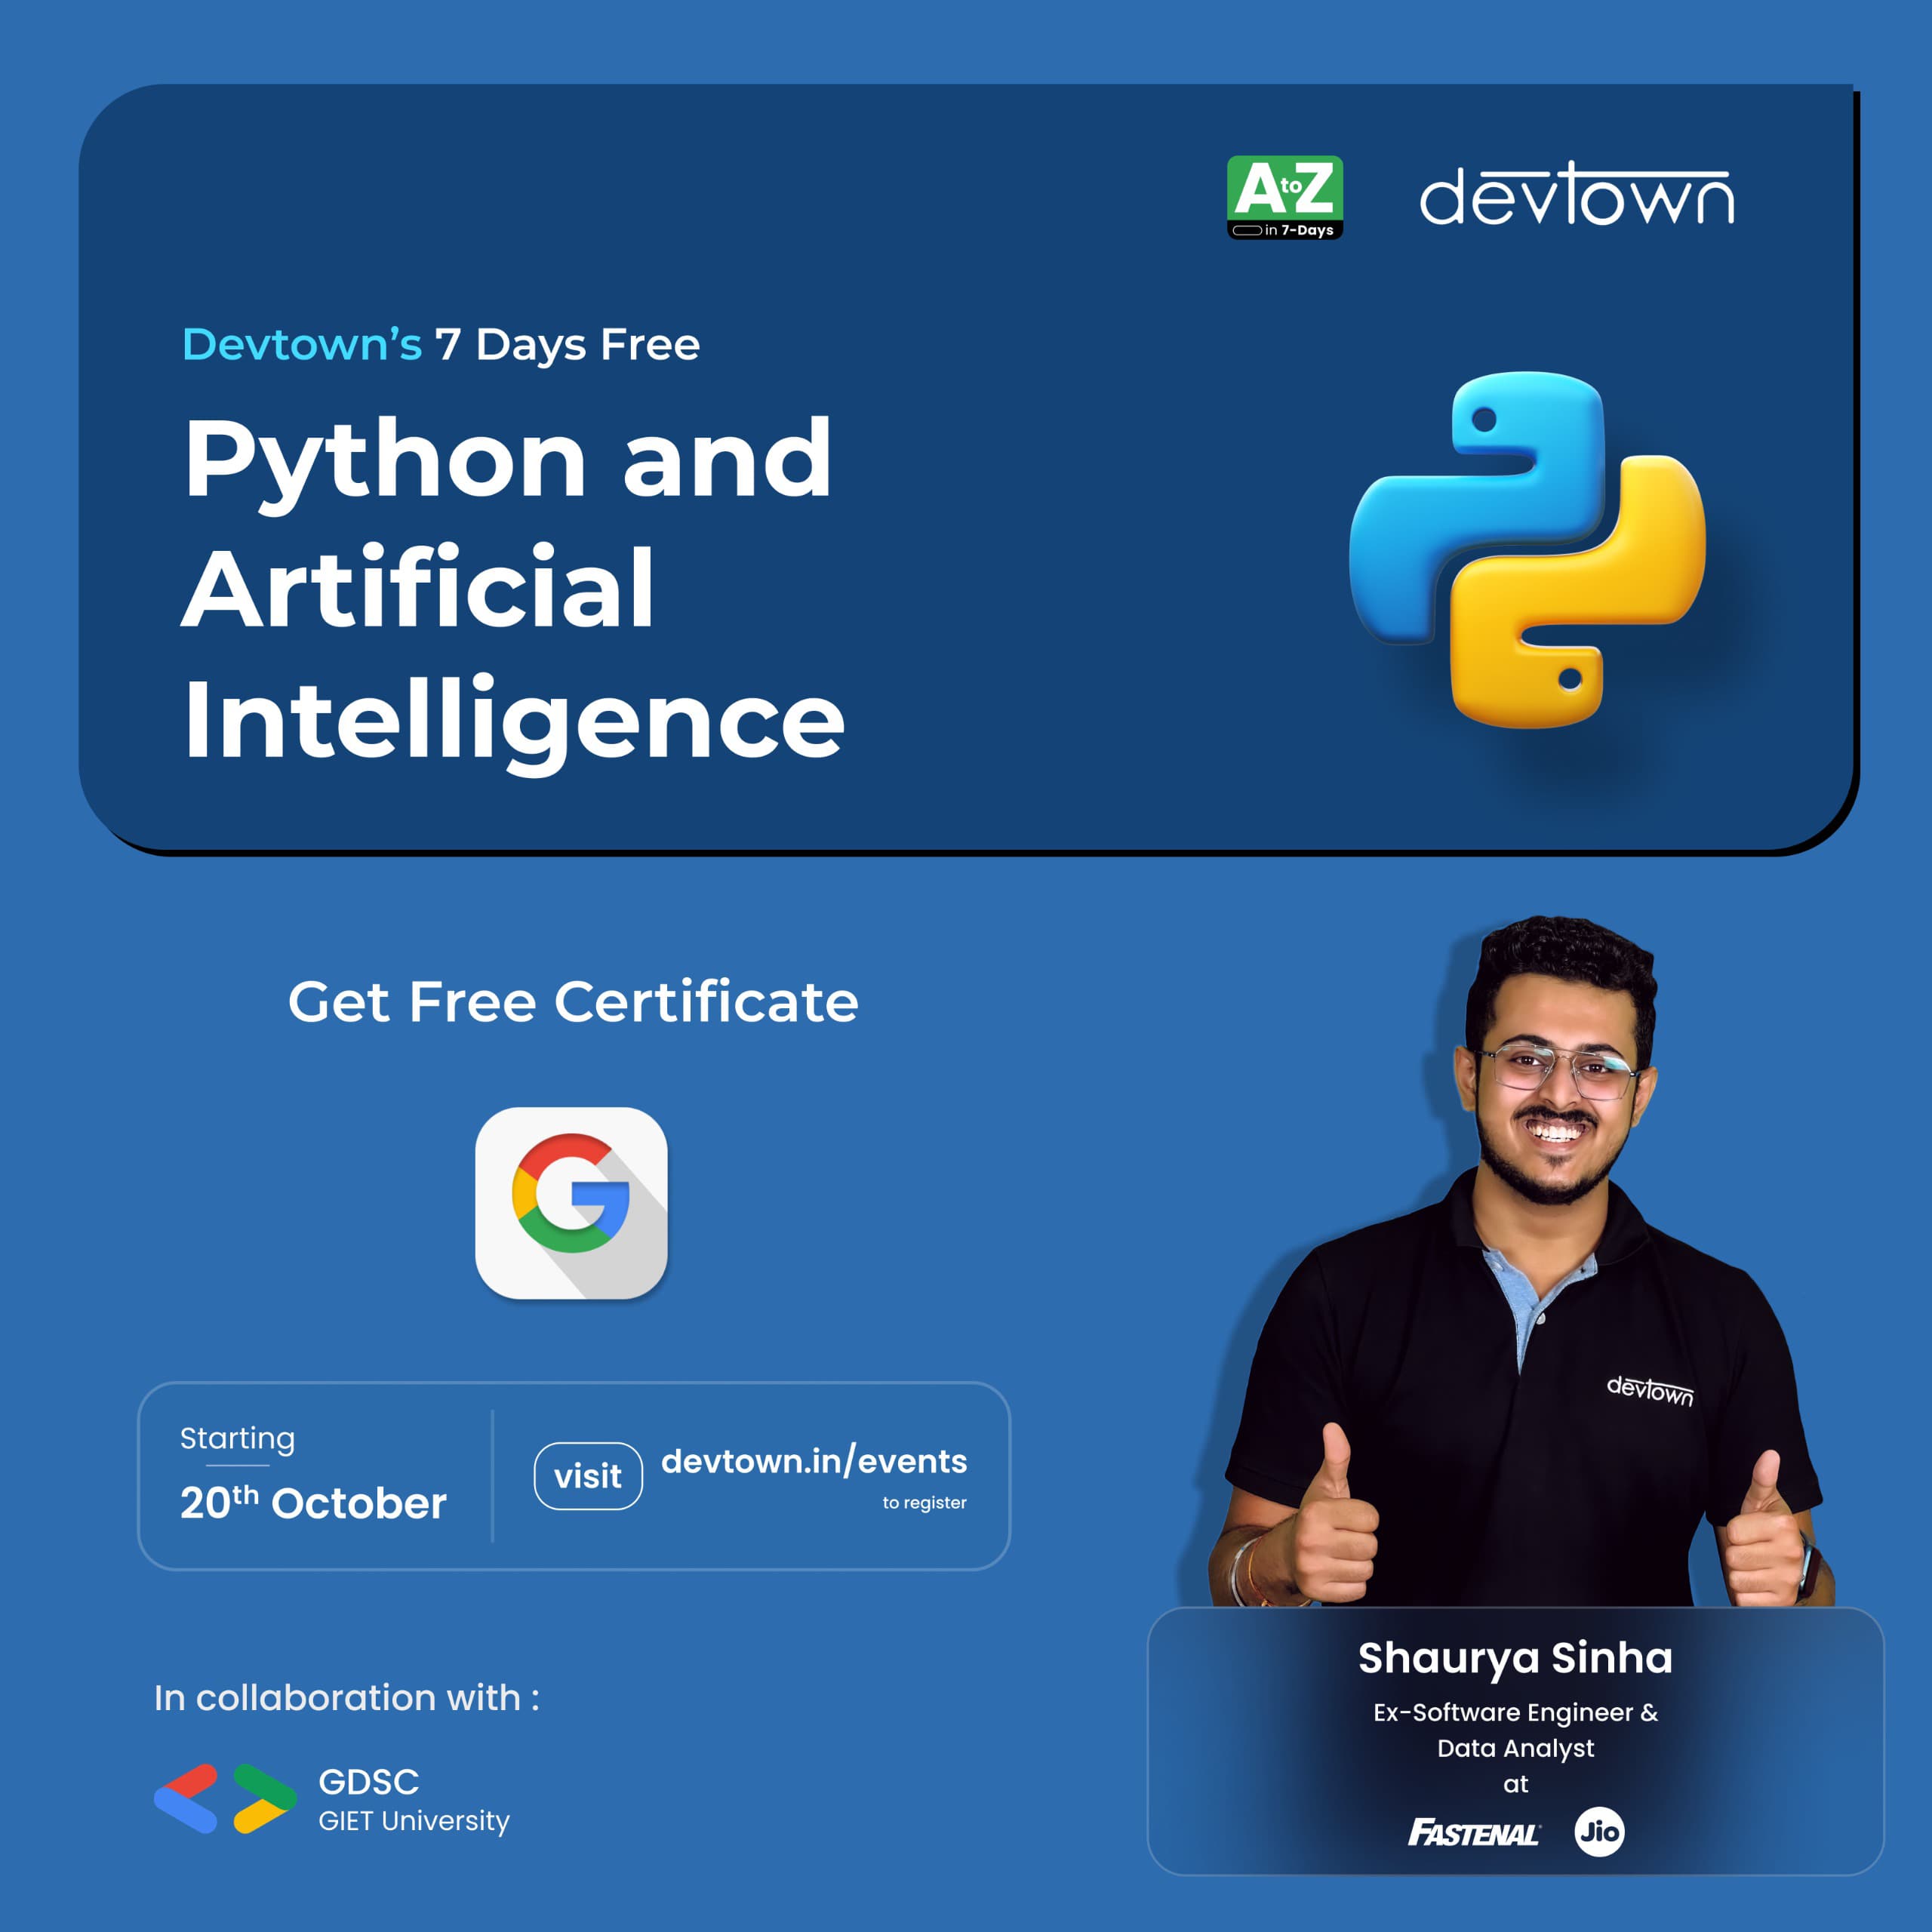 A to Z
in 7-Days
devtown
Devtown's 7 Days Free
Python and
Artificial
Intelligence
Get Free Certificate
G
Starting
20th October
visit
devtown.in/events
to register
In collaboration with :
GDSC
GIET University
devtown
Shaurya Sinha
Ex-Software Engineer &
Data Analyst
at
FASTENAL
Jio